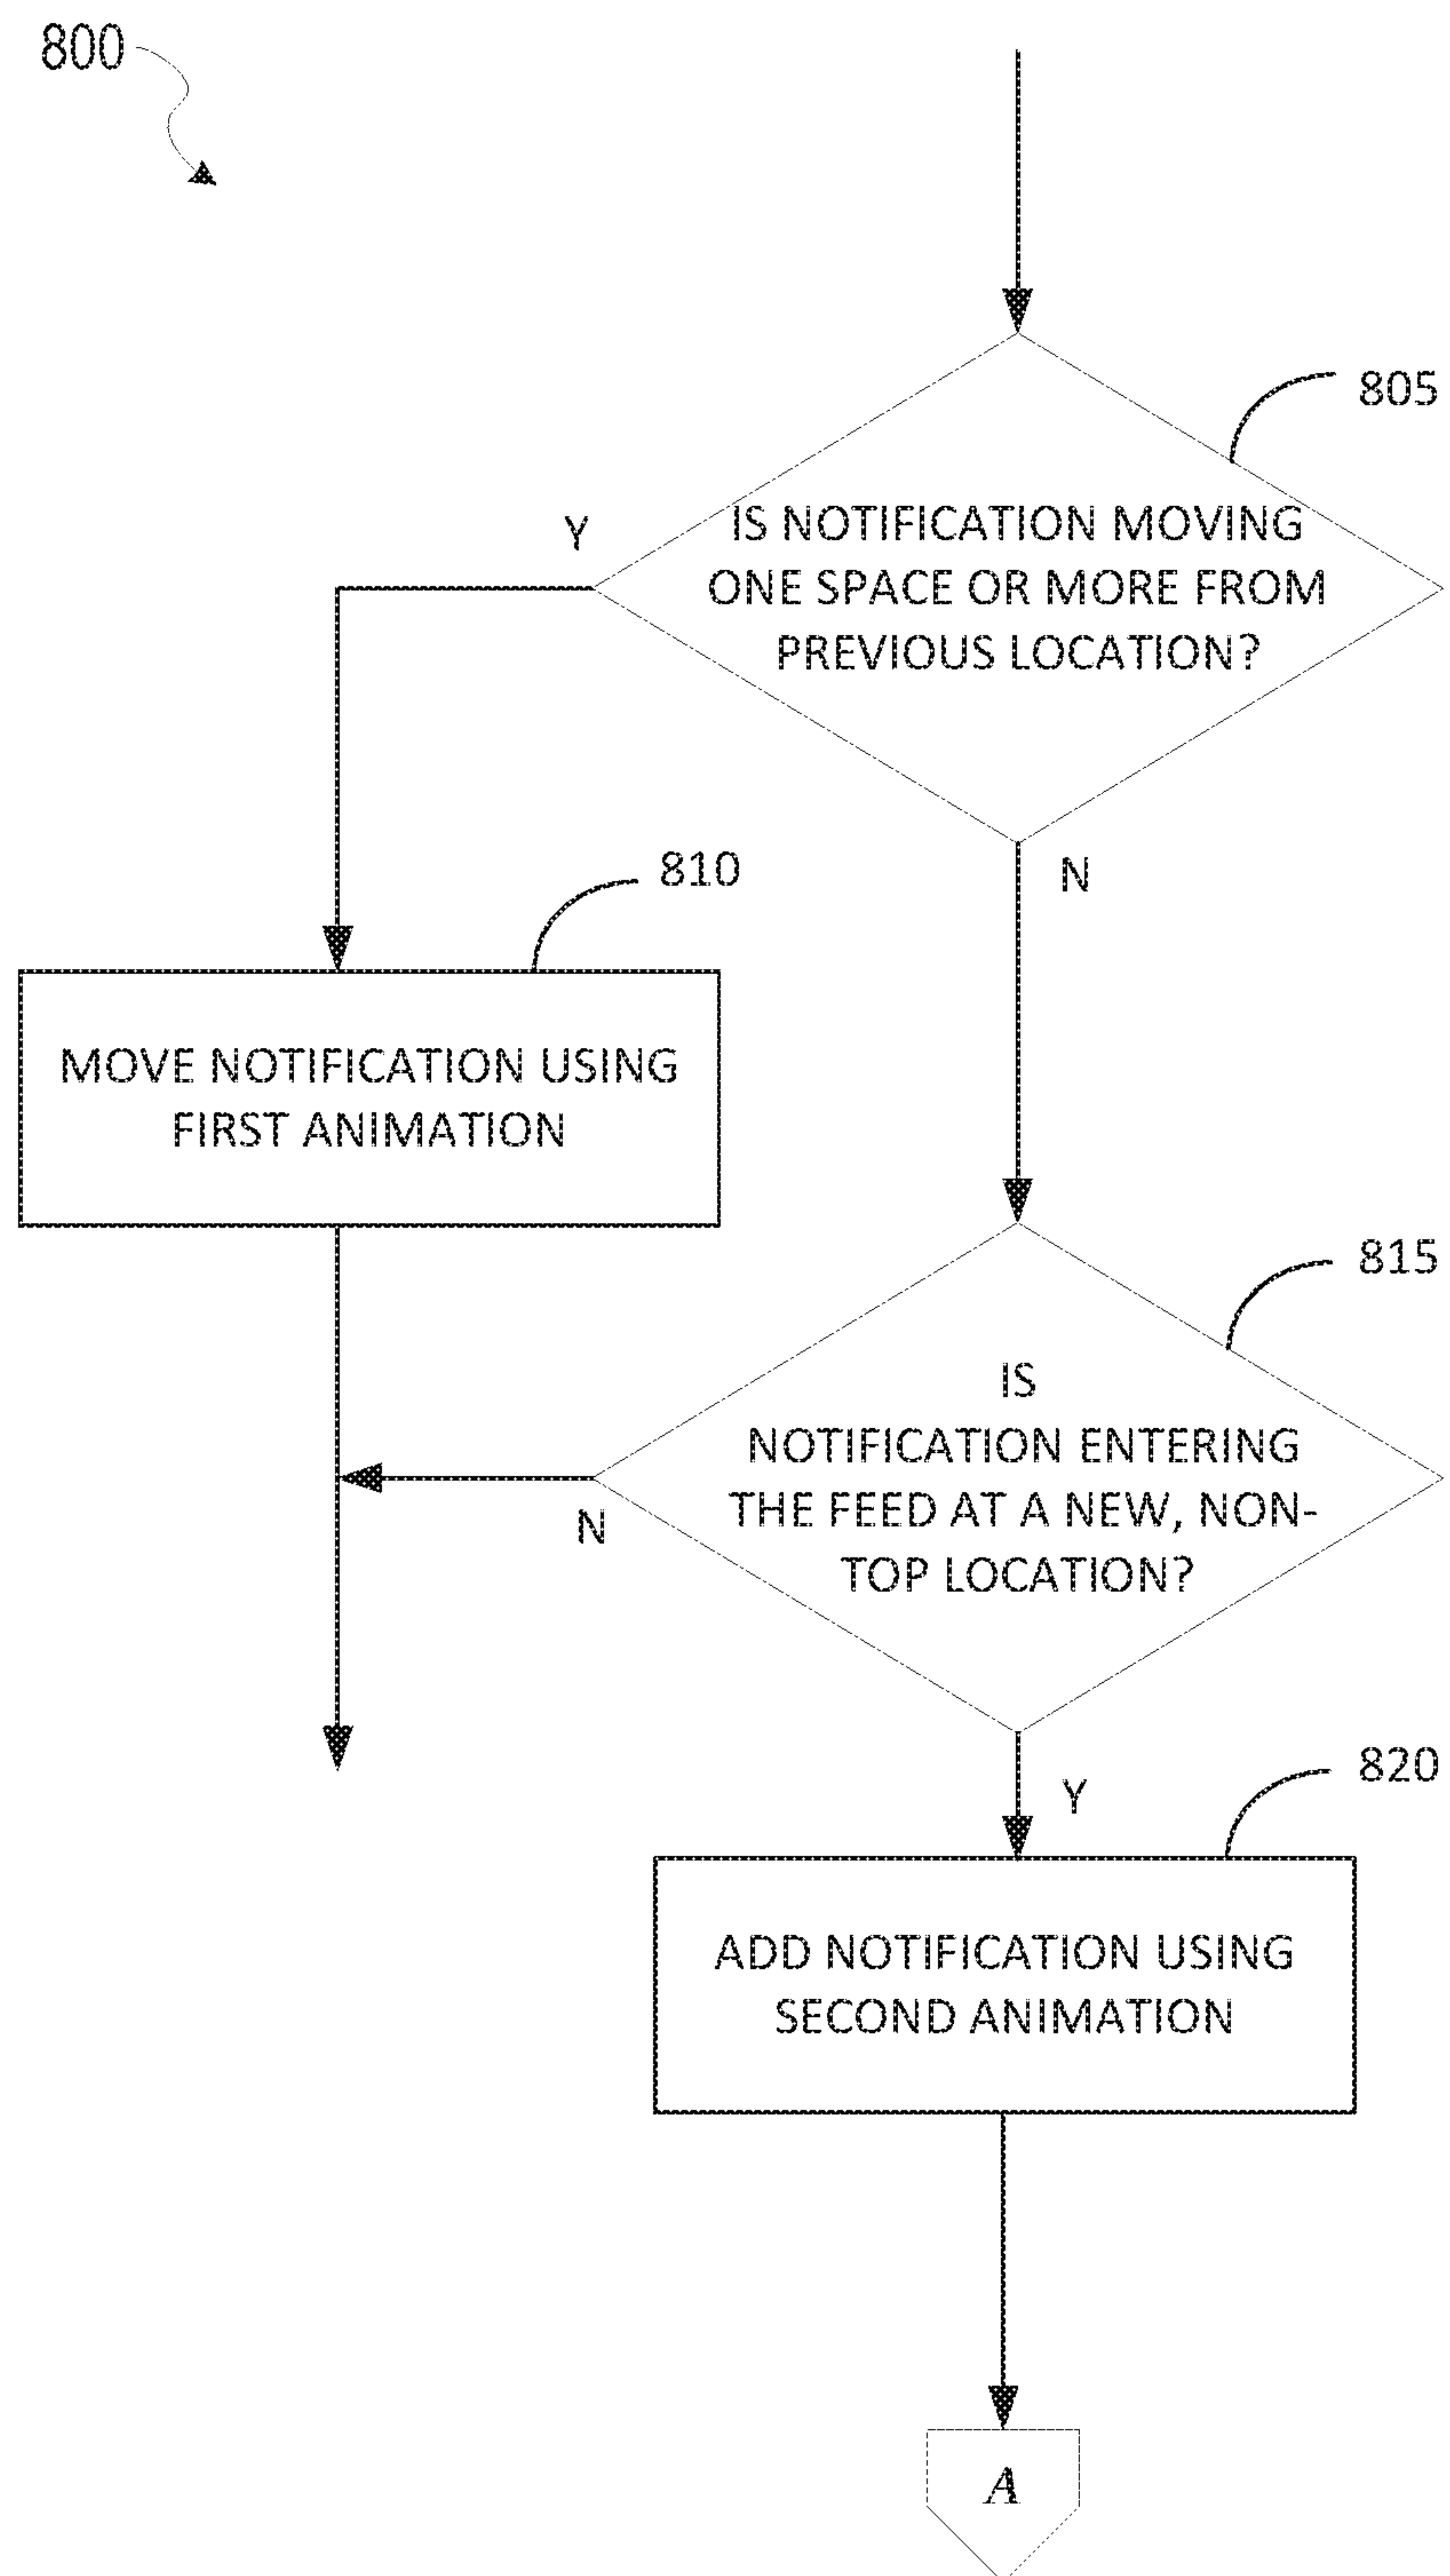 800
805
Y
IS NOTIFICATION MOVING
ONE SPACE OR MORE FROM
PREVIOUS LOCATION?
810
N
MOVE NOTIFICATION USING
FIRST ANIMATION
815
IS
NOTIFICATION ENTERING
THE FEED AT A NEW, NON-
TOP LOCATION?
N
820
Y
ADD NOTIFICATION USING
SECOND ANIMATION
A